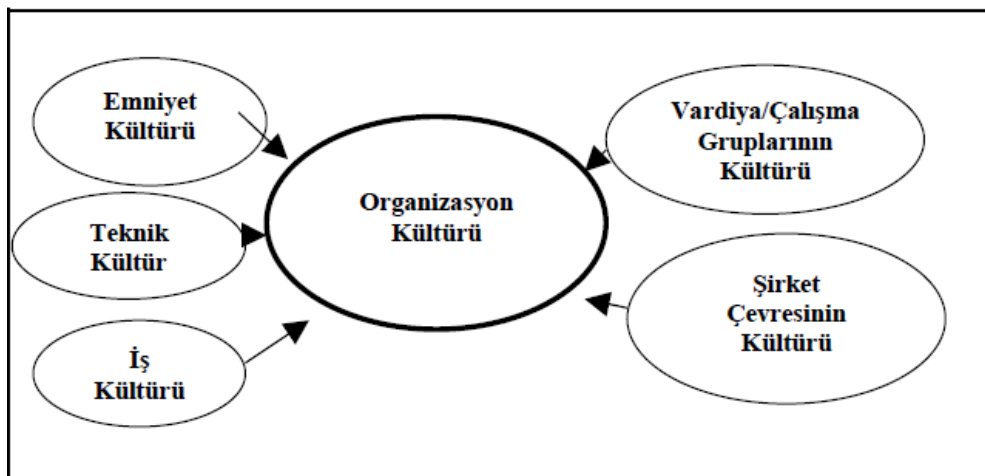 Emniyet
Kültürü
Teknik
Kültür
İş
Kültürü
Organizasyon
Kültürü
Vardiya/Çalışma
Gruplarının
Kültürü
Şirket
Çevresinin
Kültürü